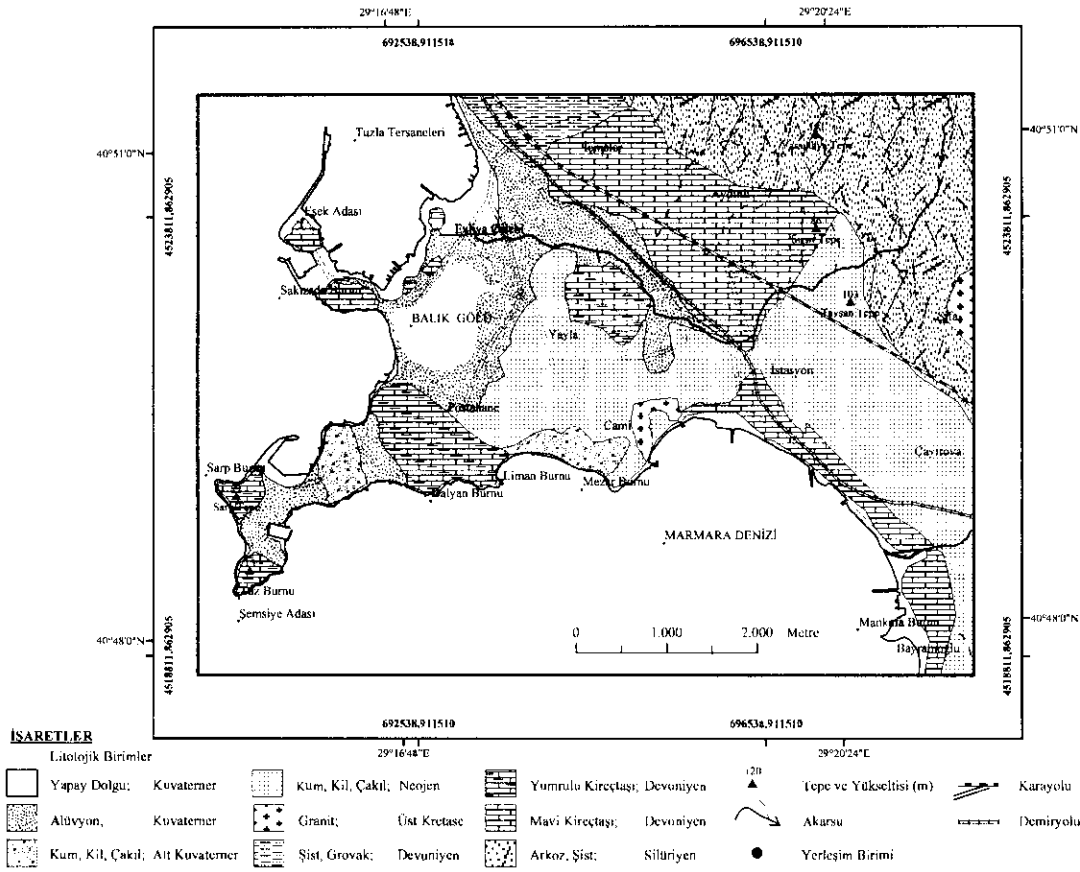 29°16'48"E
29°20'24"E
692538,911514
696538,911510
40°51'0"N
40°51'0"N
4523811,862905
4523811,862905
Tuzla Tersaneleri
Eşek Adası
BALIK GÖLÜ
Yayla
İstasyon
Postahane
Cami
Çayırova
Sarp Burnu
Liman Burnu
Dalyan Burnu
Mezar Burnu
MARMARA DENİZİ
Tuz Burnu
Şemsiye Adası
0 1.000 2.000 Metre
Burnu
40°48'0"N
40°48'0"N
4518811,862905
4518811,862905
692538,911510
696538,911510
29°16'48"E
29°20'24"E
İŞARETLER
Litolojik Birimler
Yapay Dolgu; Kuvaterner
Kum, Kil, Çakıl; Neojen
Yumrulu Kireçtaşı; Devoniyen
120
Tepe ve Yükseltisi (m)
Karayolu
Alüvyon, Kuvaterner
Granit; Üst Kretase
Mavi Kireçtaşı; Devoniyen
Akarsu
Demiryolu
Kum, Kil, Çakıl; Alt Kuvaterner
Şist, Grovak; Devoniyen
Arkoz, Şist; Silüriyen
Yerleşim Birimi